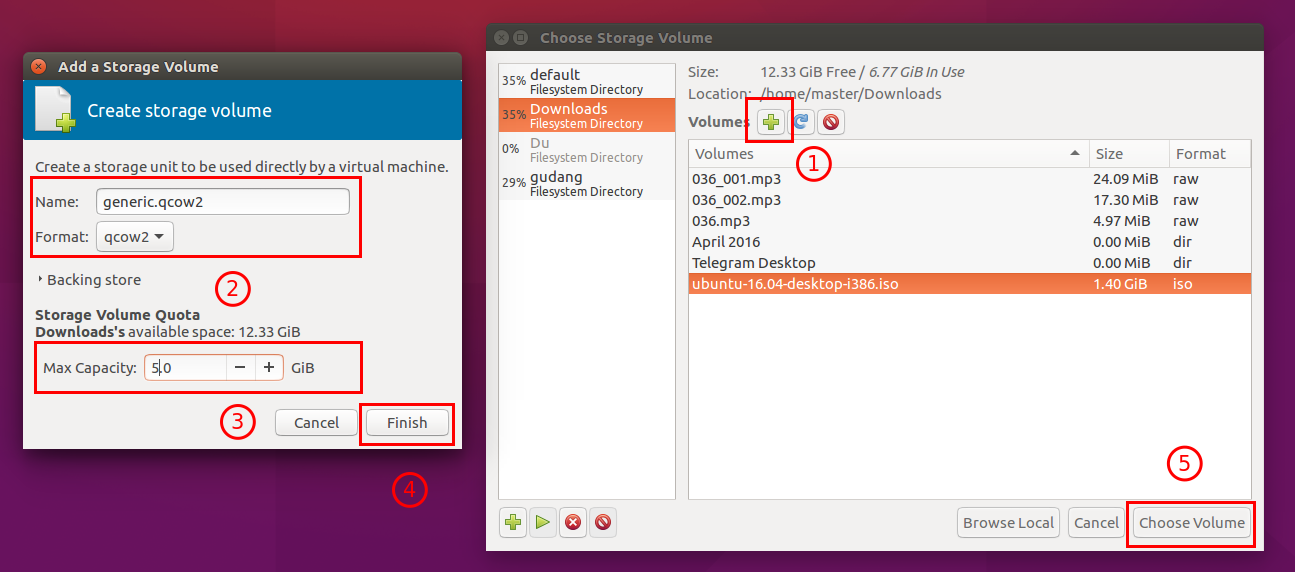 Add a Storage Volume
Create storage volume
Create a storage unit to be used directly by a virtual machine.
Name: generic.qcow2
Format: qcow2
Backing store
2
Storage Volume Quota
Downloads's available space: 12.33 GiB
Max Capacity: 5.0 GiB
3
Cancel Finish
4
Choose Storage Volume
35% default
Filesystem Directory
35% Downloads
Filesystem Directory
0% Du
Filesystem Directory
29% gudang
Filesystem Directory
Size: 12.33 GiB Free / 6.77 GiB In Use
Location: /home/master/Downloads
Volumes
1
Volumes Size Format
036_001.mp3 24.09 MiB raw
036_002.mp3 17.30 MiB raw
036.mp3 4.97 MiB raw
April 2016 0.00 MiB dir
Telegram Desktop 0.00 MiB dir
ubuntu-16.04-desktop-i386.iso 1.40 GiB iso
5
Browse Local Cancel Choose Volume